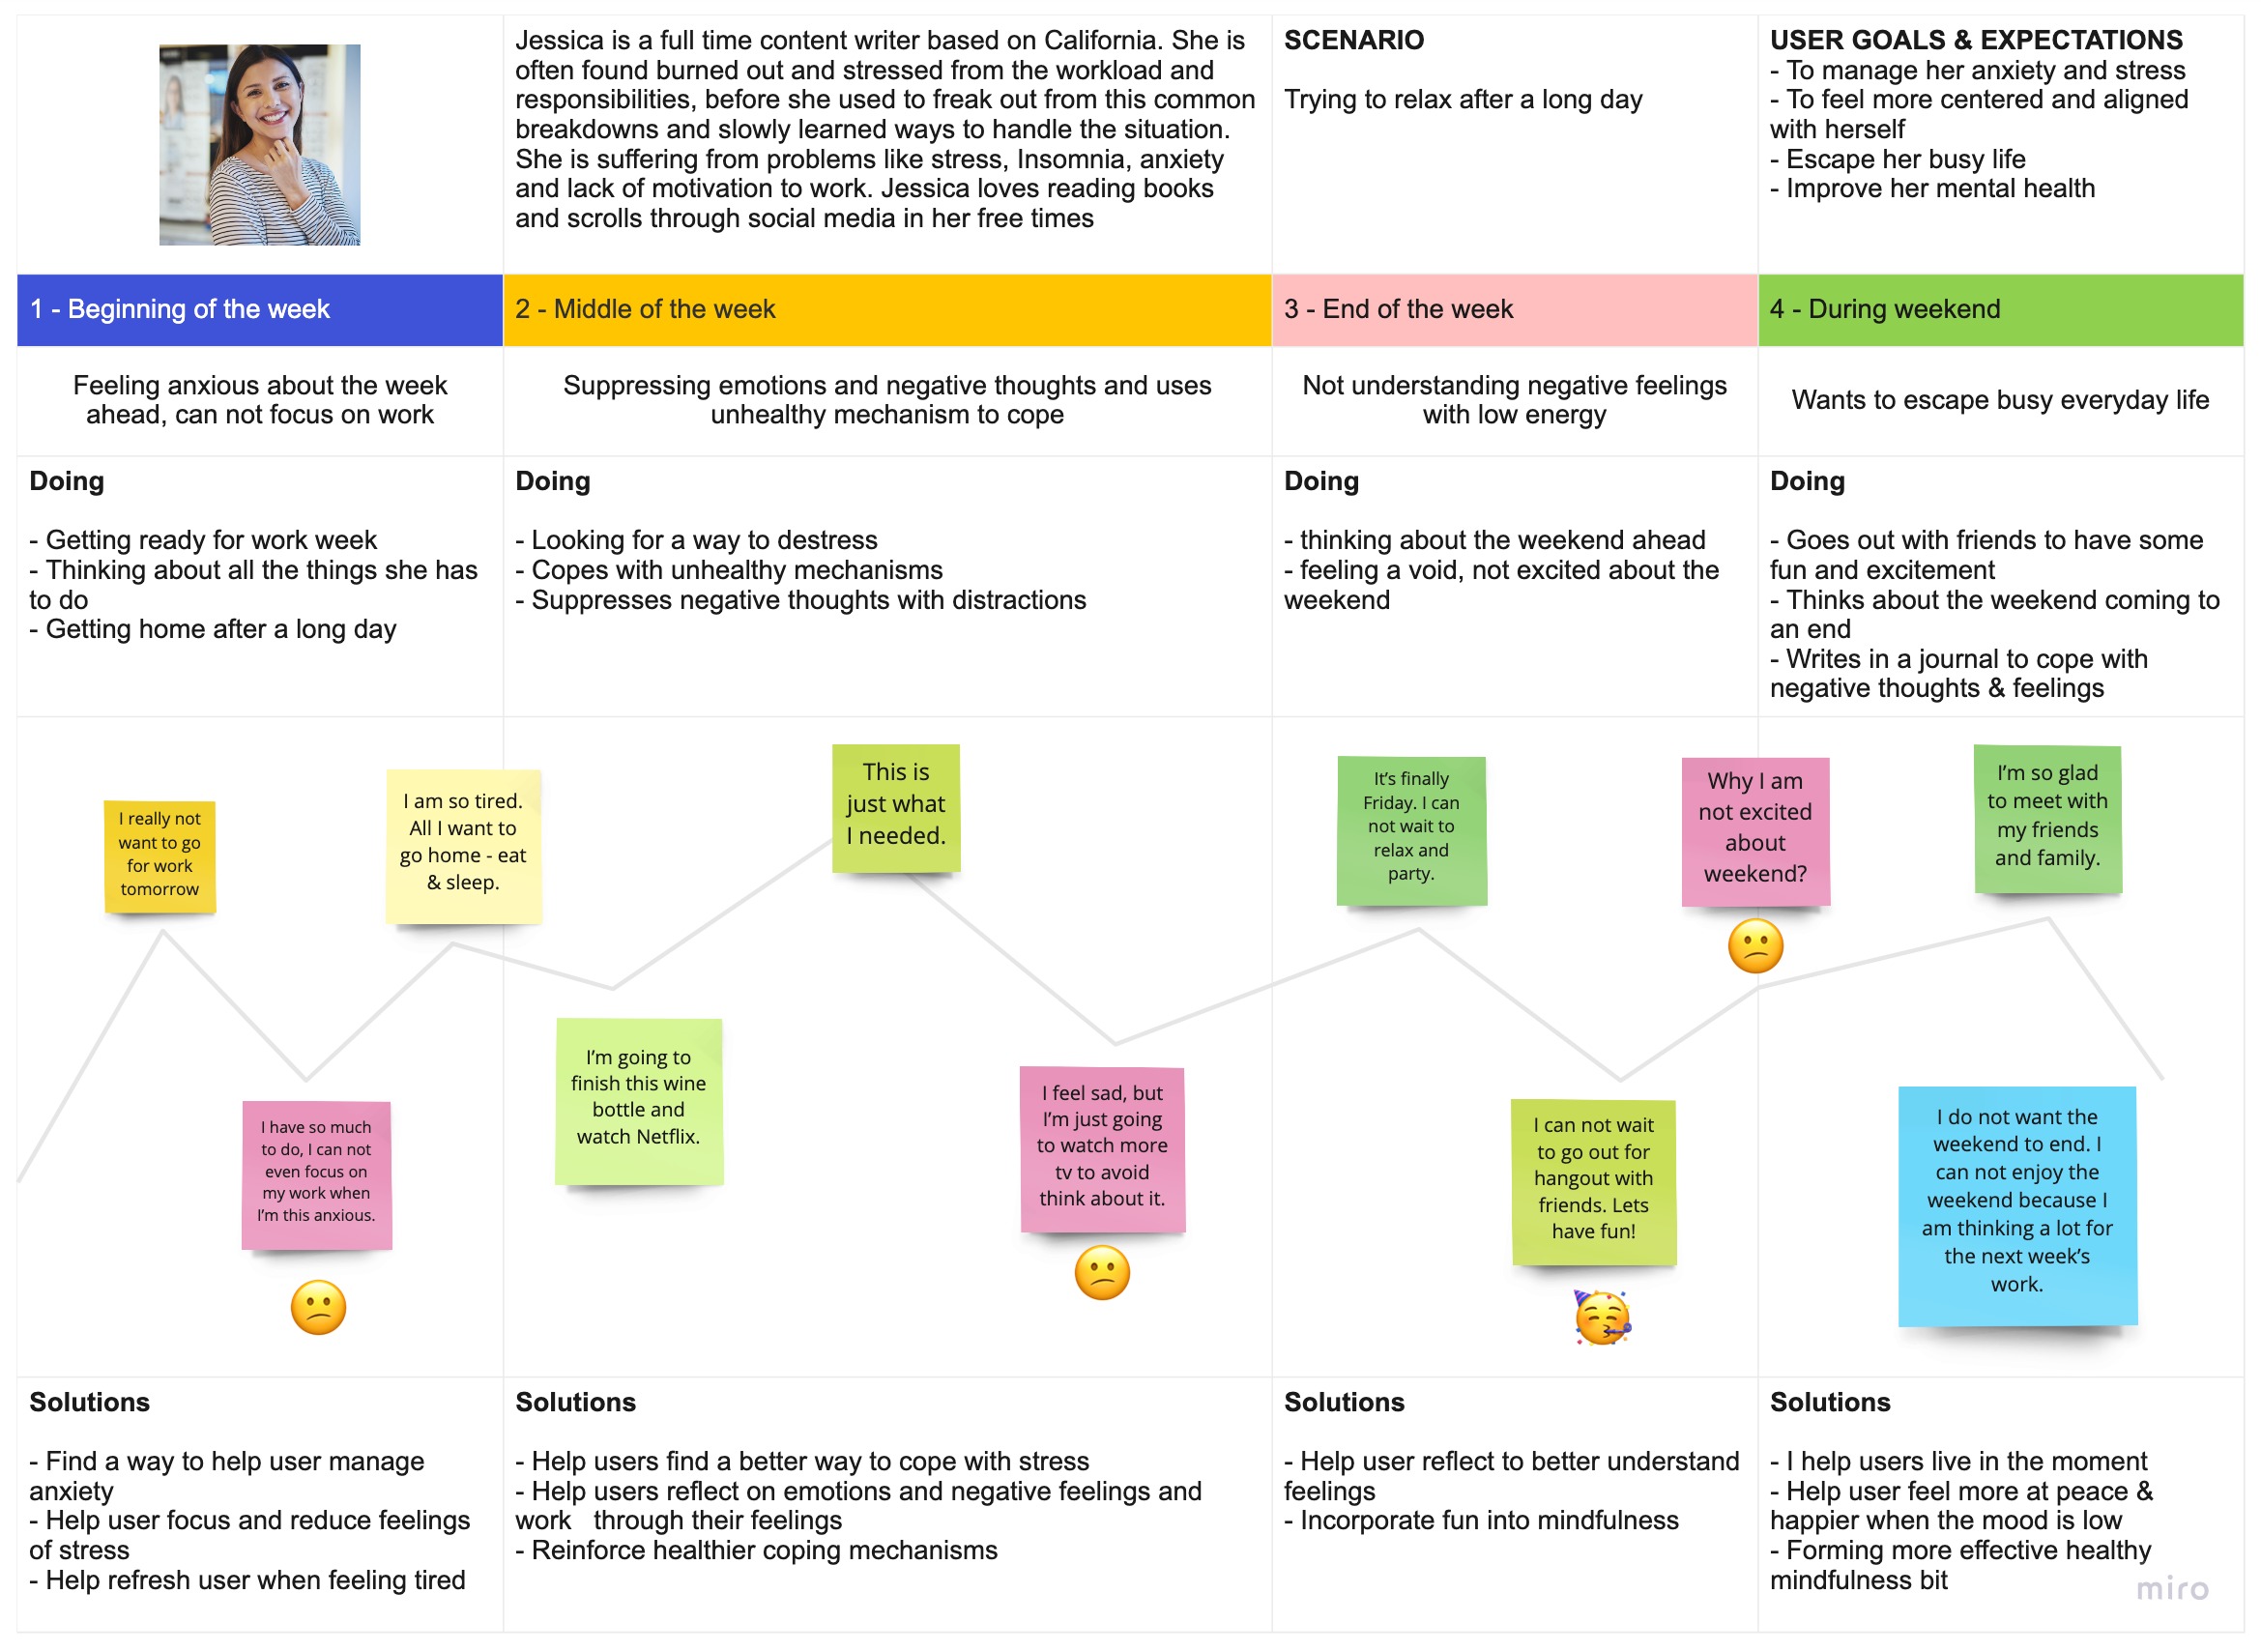 Jessica is a full time content writer based on California. She is
often found burned out and stressed from the workload and
responsibilities, before she used to freak out from this common
breakdowns and slowly learned ways to handle the situation.
She is suffering from problems like stress, Insomnia, anxiety
and lack of motivation to work. Jessica loves reading books
and scrolls through social media in her free times
SCENARIO
Trying to relax after a long day
USER GOALS & EXPECTATIONS
- To manage her anxiety and stress
- To feel more centered and aligned
with herself
- Escape her busy life
- Improve her mental health
1 - Beginning of the week
2 - Middle of the week
3 - End of the week
4 - During weekend
Feeling anxious about the week
ahead, can not focus on work
Suppressing emotions and negative thoughts and uses
unhealthy mechanism to cope
Not understanding negative feelings
with low energy
Wants to escape busy everyday life
Doing
- Getting ready for work week
- Thinking about all the things she has
to do
- Getting home after a long day
Doing
- Looking for a way to destress
- Copes with unhealthy mechanisms
- Suppresses negative thoughts with distractions
Doing
- thinking about the weekend ahead
- feeling a void, not excited about the
weekend
Doing
- Goes out with friends to have some
fun and excitement
- Thinks about the weekend coming to
an end
- Writes in a journal to cope with
negative thoughts & feelings
I really not
want to go
for work
tomorrow
I have so much
to do, I can not
even focus on
my work when
I'm this anxious.
I am so tired.
All I want to
go home - eat
& sleep.
I'm going to
finish this wine
bottle and
watch Netflix.
This is
just what
I needed.
I feel sad, but
I'm just going
to watch more
tv to avoid
think about it.
It's finally
Friday. I can
not wait to
relax and
party.
I can not wait
to go out for
hangout with
friends. Lets
have fun!
Why I am
not excited
about
weekend?
I'm so glad
to meet with
my friends
and family.
I do not want the
weekend to end. I
can not enjoy the
weekend because I
am thinking a lot for
the next week's
work.
Solutions
- Find a way to help user manage
anxiety
- Help user focus and reduce feelings
of stress
- Help refresh user when feeling tired
Solutions
- Help users find a better way to cope with stress
- Help users reflect on emotions and negative feelings and
work   through their feelings
- Reinforce healthier coping mechanisms
Solutions
- Help user reflect to better understand
feelings
- Incorporate fun into mindfulness
Solutions
- I help users live in the moment
- Help user feel more at peace &
happier when the mood is low
- Forming more effective healthy
mindfulness bit
miro